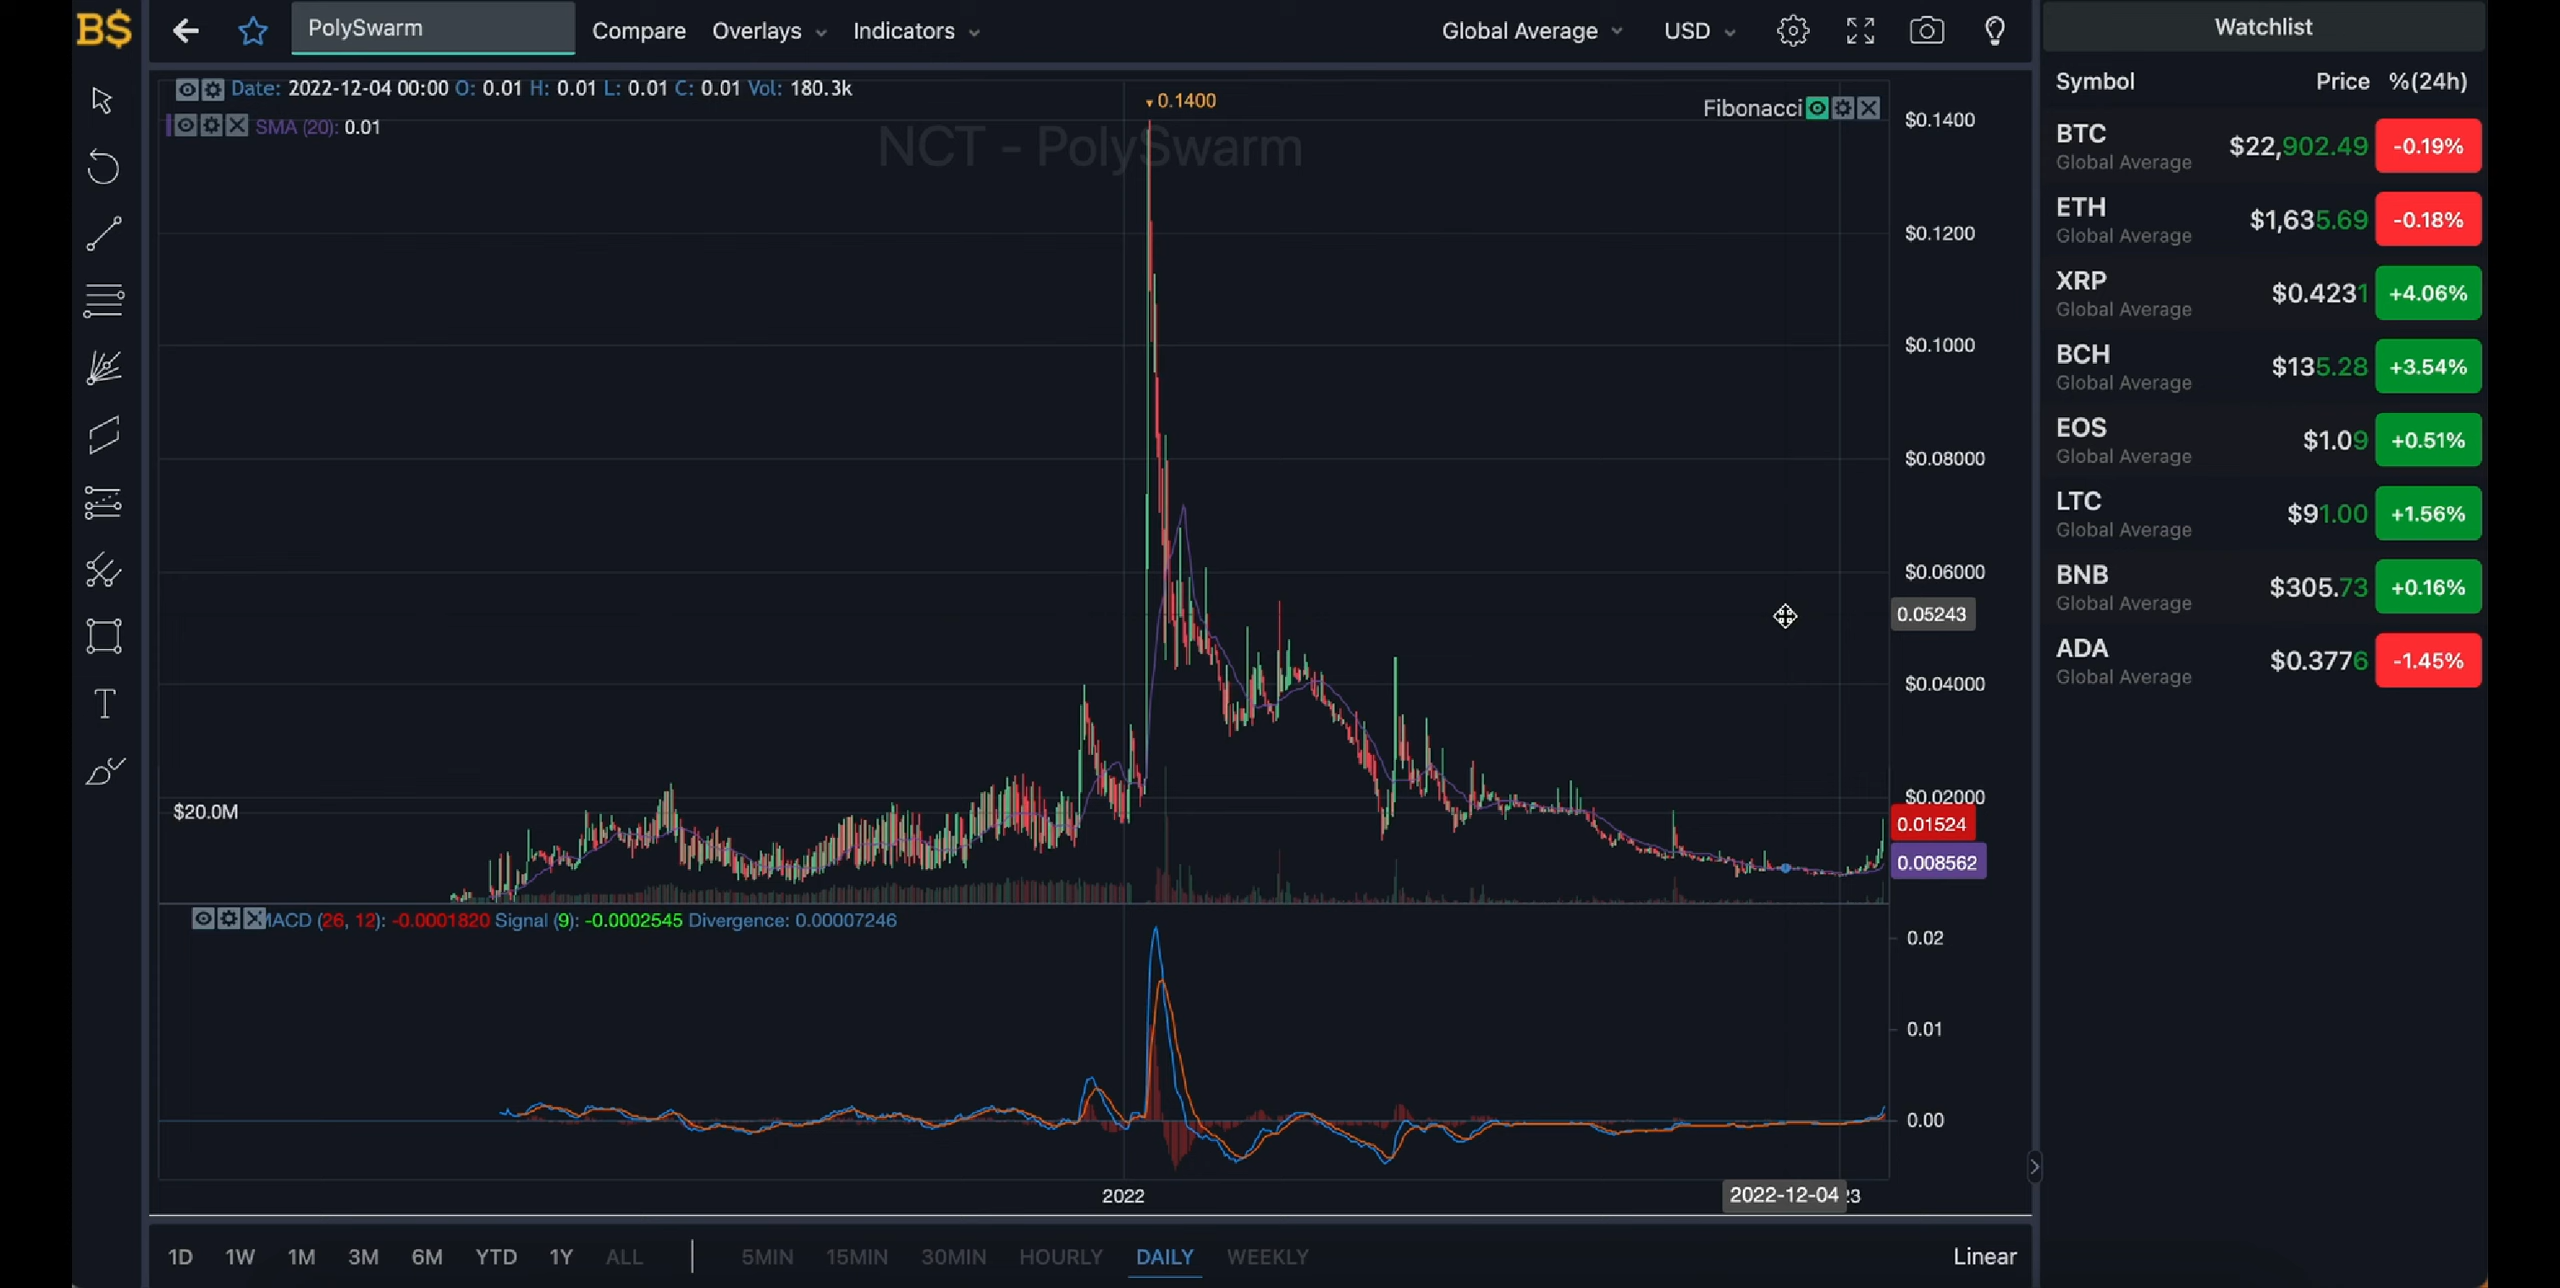 B$
PolySwarm
Compare Overlays Indicators
Global Average USD
Date: 2022-12-04 00:00 O: 0.01 H: 0.01 L: 0.01 C: 0.01 Vol: 180.3k
SMA (20): 0.01
0.1400
Fibonacci
NCT - PolySwarm
$0.1400
$0.1200
$0.1000
$0.08000
$0.06000
0.05243
$0.04000
$0.02000
0.01524
0.008562
$20.0M
MACD (26, 12): -0.0001820 Signal (9): -0.0002545 Divergence: 0.00007246
0.02
0.01
0.00
2022
2022-12-04
23
1D 1W 1M 3M 6M YTD 1Y ALL 5MIN 15MIN 30MIN HOURLY DAILY WEEKLY
Linear
T
Watchlist
Symbol Price %(24h)
BTC $22,902.49 -0.19%
Global Average
ETH $1,635.69 -0.18%
Global Average
XRP $0.4231 +4.06%
Global Average
BCH $135.28 +3.54%
Global Average
EOS $1.09 +0.51%
Global Average
LTC $91.00 +1.56%
Global Average
BNB $305.73 +0.16%
Global Average
ADA $0.3776 -1.45%
Global Average